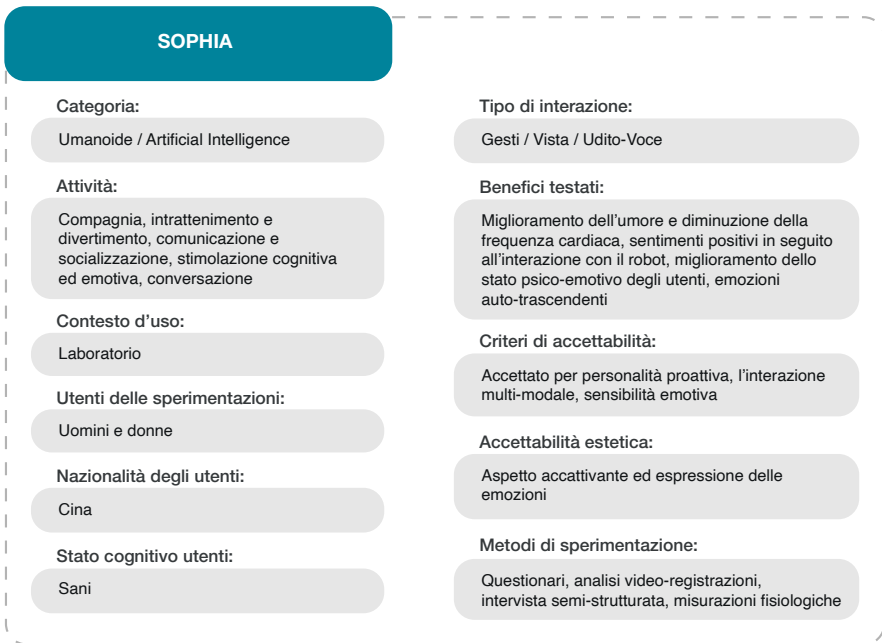 SOPHIA
Categoria:
Umanoide / Artificial Intelligence
Attività:
Compagnia, intrattenimento e
divertimento, comunicazione e
socializzazione, stimolazione cognitiva
ed emotiva, conversazione
Contesto d’uso:
Laboratorio
Utenti delle sperimentazioni:
Uomini e donne
Nazionalità degli utenti:
Cina
Stato cognitivo utenti:
Sani
Tipo di interazione:
Gesti / Vista / Udito-Voce
Benefici testati:
Miglioramento dell’umore e diminuzione della
frequenza cardiaca, sentimenti positivi in seguito
all’interazione con il robot, miglioramento dello
stato psico-emotivo degli utenti, emozioni
auto-trascendenti
Criteri di accettabilità:
Accettato per personalità proattiva, l’interazione
multi-modale, sensibilità emotiva
Accettabilità estetica:
Aspetto accattivante ed espressione delle
emozioni
Metodi di sperimentazione:
Questionari, analisi video-registrazioni,
intervista semi-strutturata, misurazioni fisiologiche